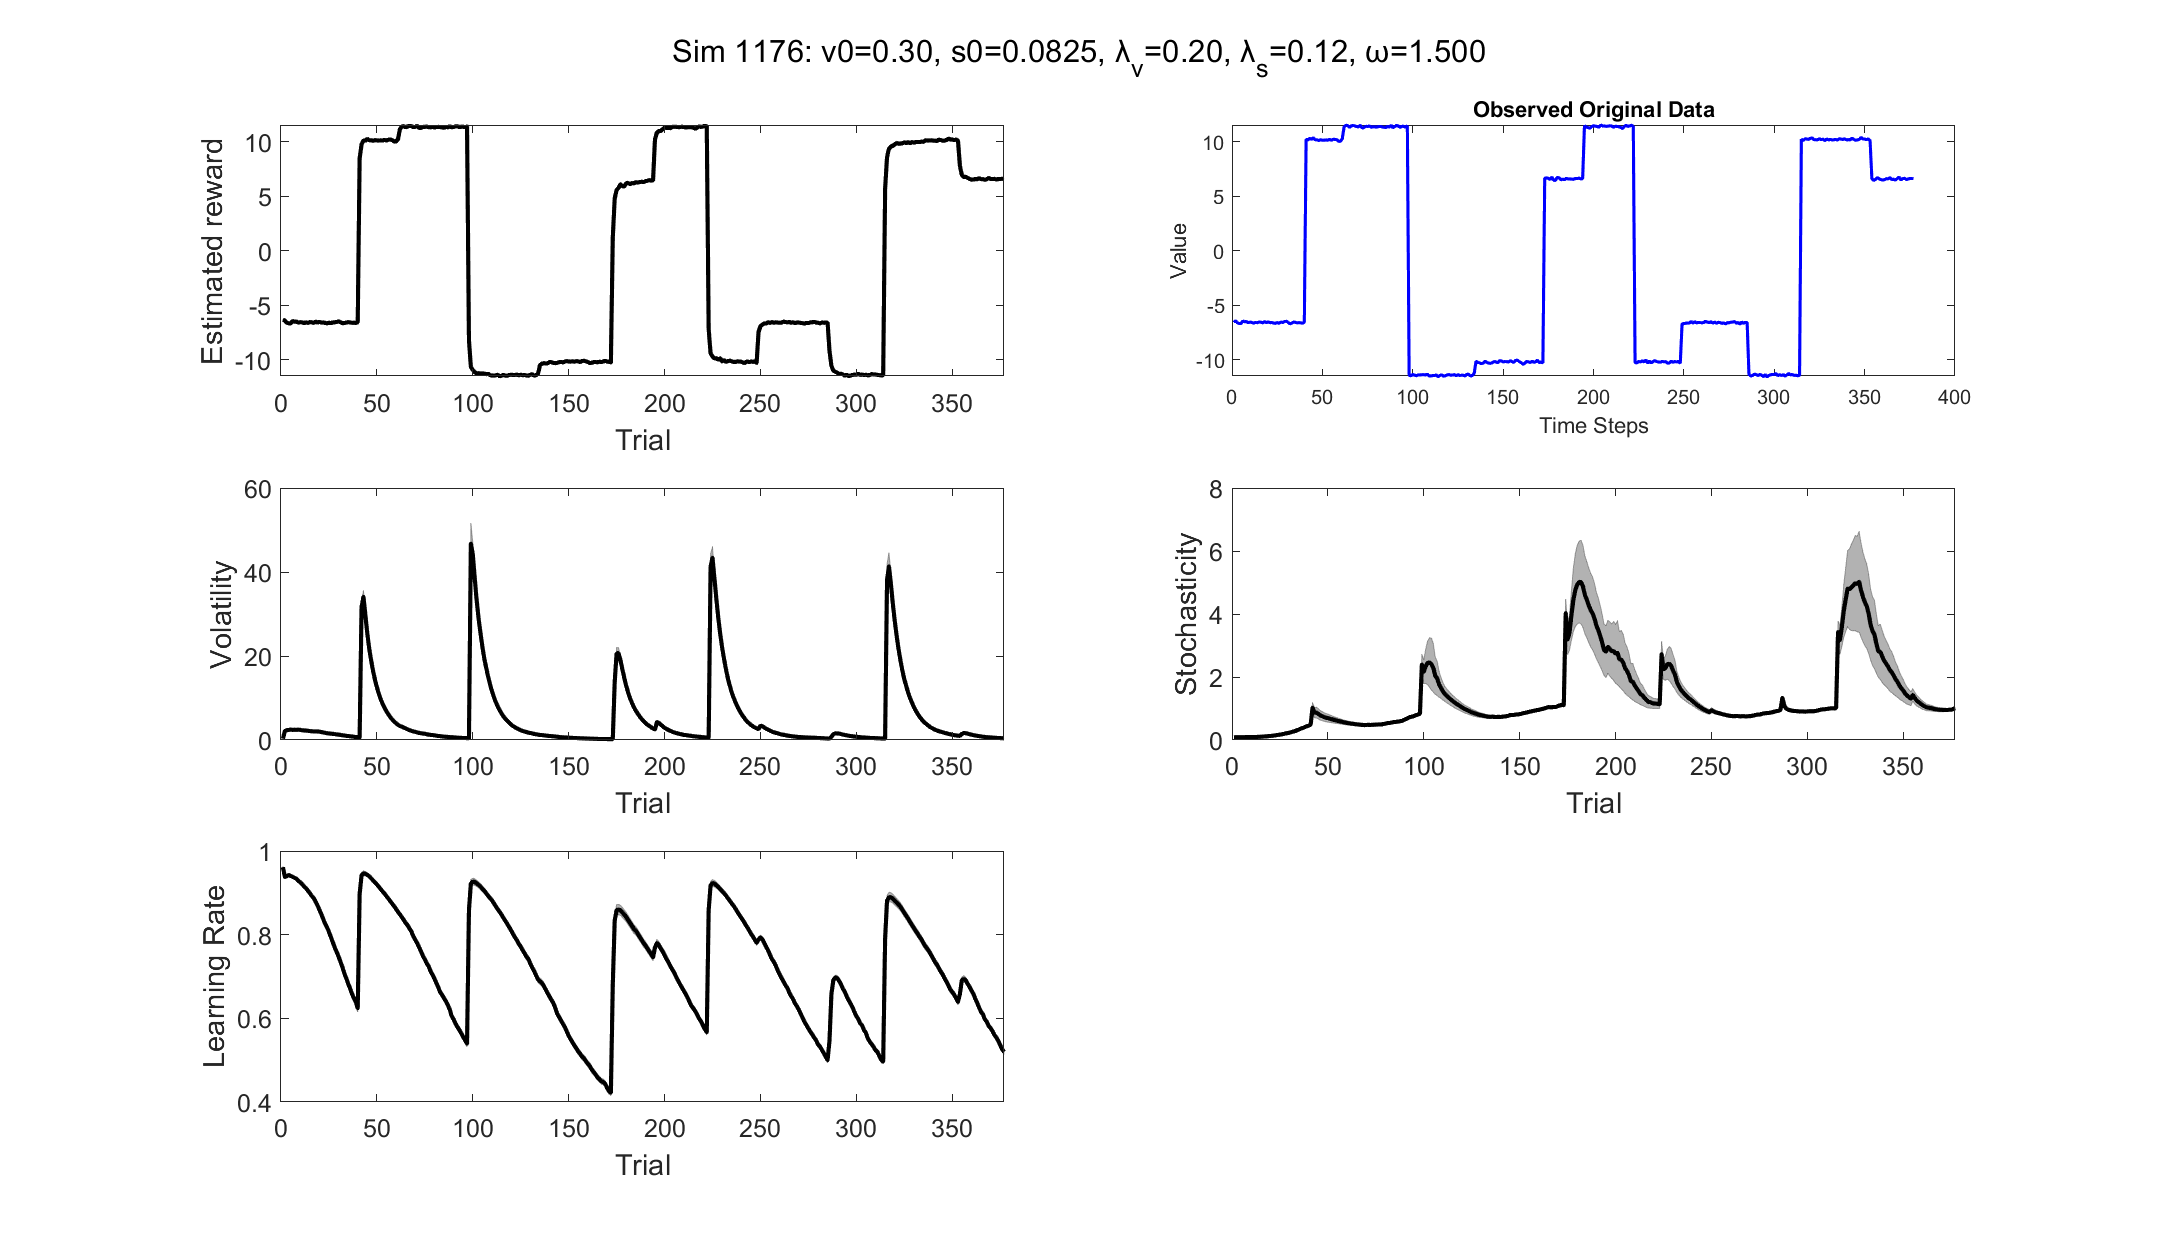 Sim 1176: v0=0.30, s0=0.0825, λv=0.20, λs=0.12, ω=1.500
Estimated reward
10
5
0
-5
-10
0 50 100 150 200 250 300 350
Trial
Observed Original Data
Value
10
5
0
-5
-10
0 50 100 150 200 250 300 350 400
Time Steps
Volatility
60
40
20
0
0 50 100 150 200 250 300 350
Trial
Stochasticity
8
6
4
2
0
0 50 100 150 200 250 300 350
Trial
Learning Rate
1
0.8
0.6
0.4
0 50 100 150 200 250 300 350
Trial